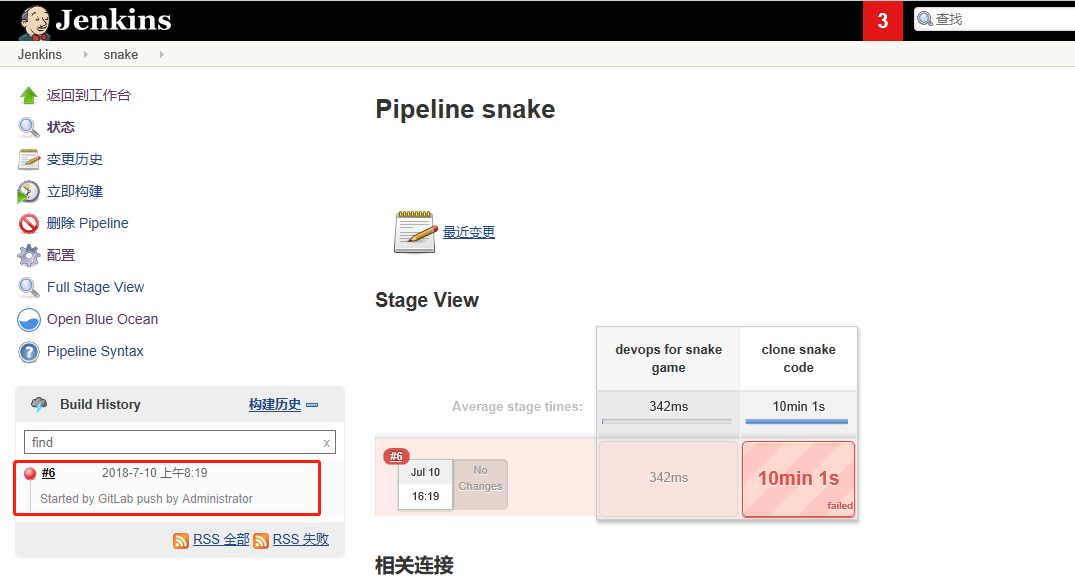 Jenkins
3
查找
Jenkins
snake
返回到工作台
状态
变更历史
立即构建
删除 Pipeline
配置
Full Stage View
Open Blue Ocean
Pipeline Syntax
Build History
构建历史
find
x
#6
2018-7-10 上午8:19
Started by GitLab push by Administrator
RSS 全部
RSS 失败
Pipeline snake
最近变更
Stage View
devops for snake
game
clone snake
code
Average stage times:
342ms
10min 1s
#6
Jul 10
16:19
No
Changes
342ms
10min 1s
failed
相关连接